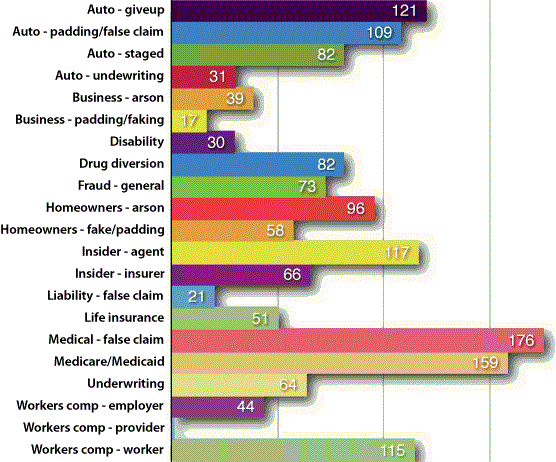 Auto - giveup 121
Auto - padding/false claim 109
Auto - staged 82
Auto - undewriting 31
Business - arson 39
Business - padding/faking 17
Disability 30
Drug diversion 82
Fraud - general 73
Homeowners - arson 96
Homeowners - fake/padding 58
Insider - agent 117
Insider - insurer 66
Liability - false claim 21
Life insurance 51
Medical - false claim 176
Medicare/Medicaid 159
Underwriting 64
Workers comp - employer 44
Workers comp - provider
Workers comp - worker 115